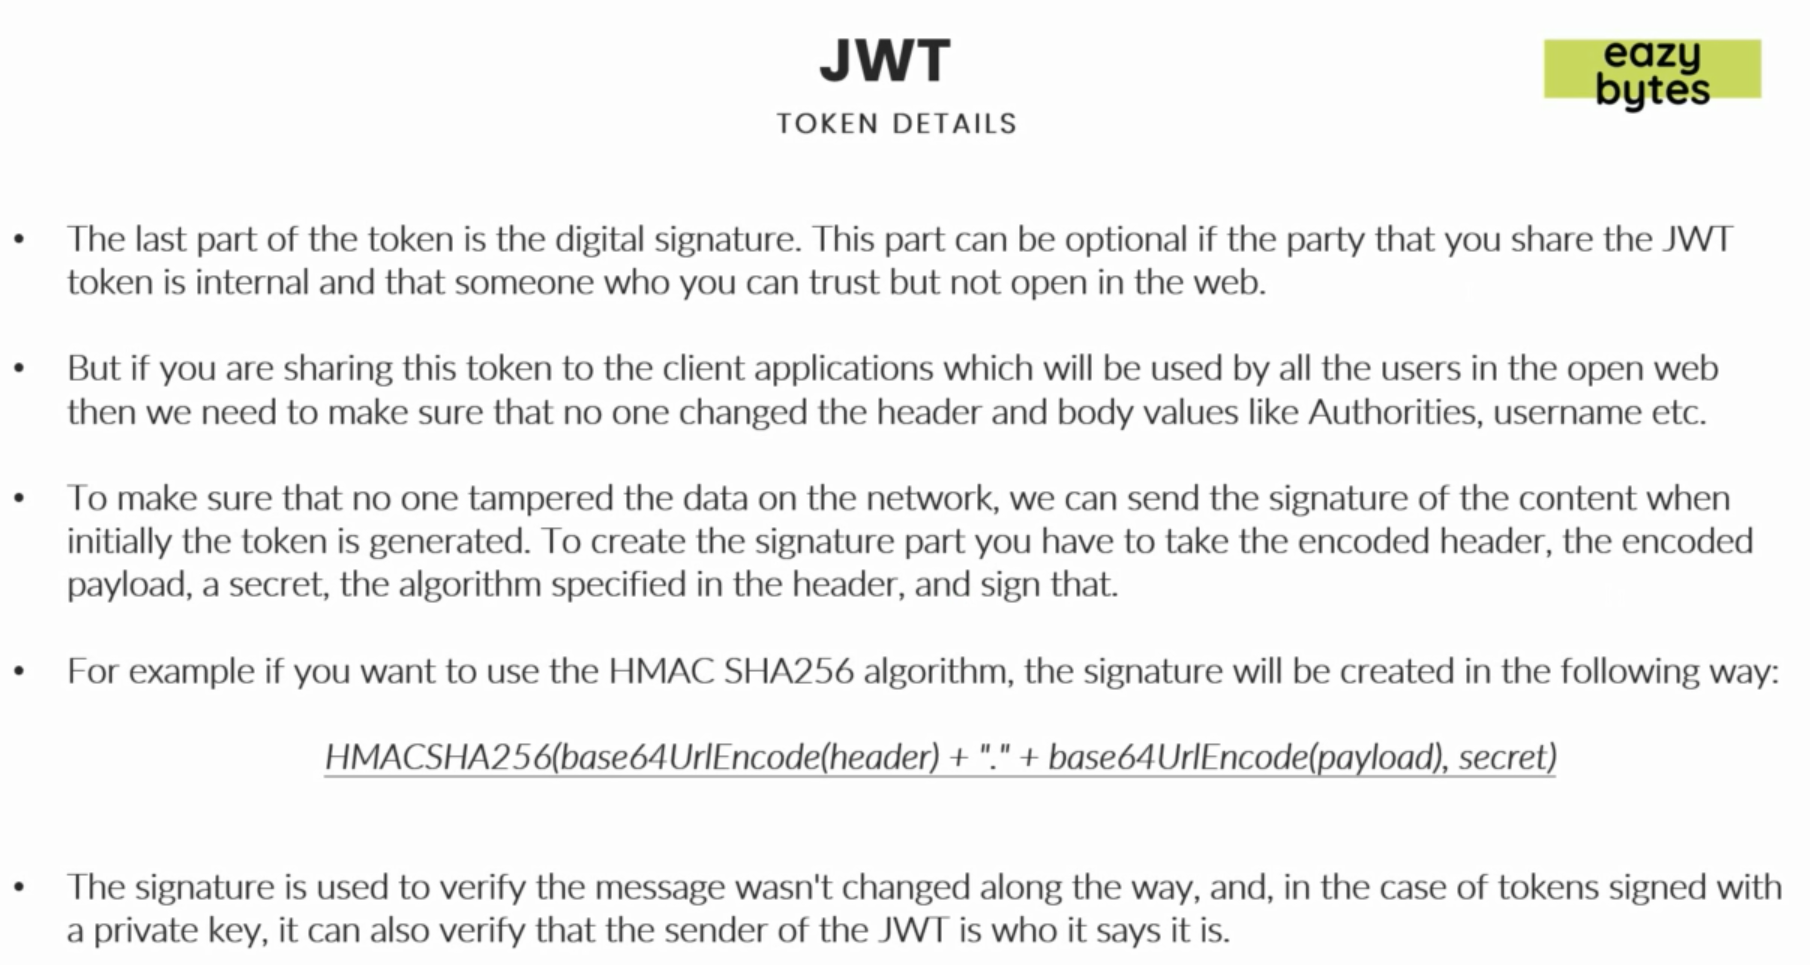 JWT
eazy
bytes
TOKEN DETAILS
• The last part of the token is the digital signature. This part can be optional if the party that you share the JWT
token is internal and that someone who you can trust but not open in the web.
• But if you are sharing this token to the client applications which will be used by all the users in the open web
then we need to make sure that no one changed the header and body values like Authorities, username etc.
• To make sure that no one tampered the data on the network, we can send the signature of the content when
initially the token is generated. To create the signature part you have to take the encoded header, the encoded
payload, a secret, the algorithm specified in the header, and sign that.
• For example if you want to use the HMAC SHA256 algorithm, the signature will be created in the following way:
HMACSHA256(base64UrlEncode(header) + "." + base64UrlEncode(payload), secret)
• The signature is used to verify the message wasn't changed along the way, and, in the case of tokens signed with
a private key, it can also verify that the sender of the JWT is who it says it is.